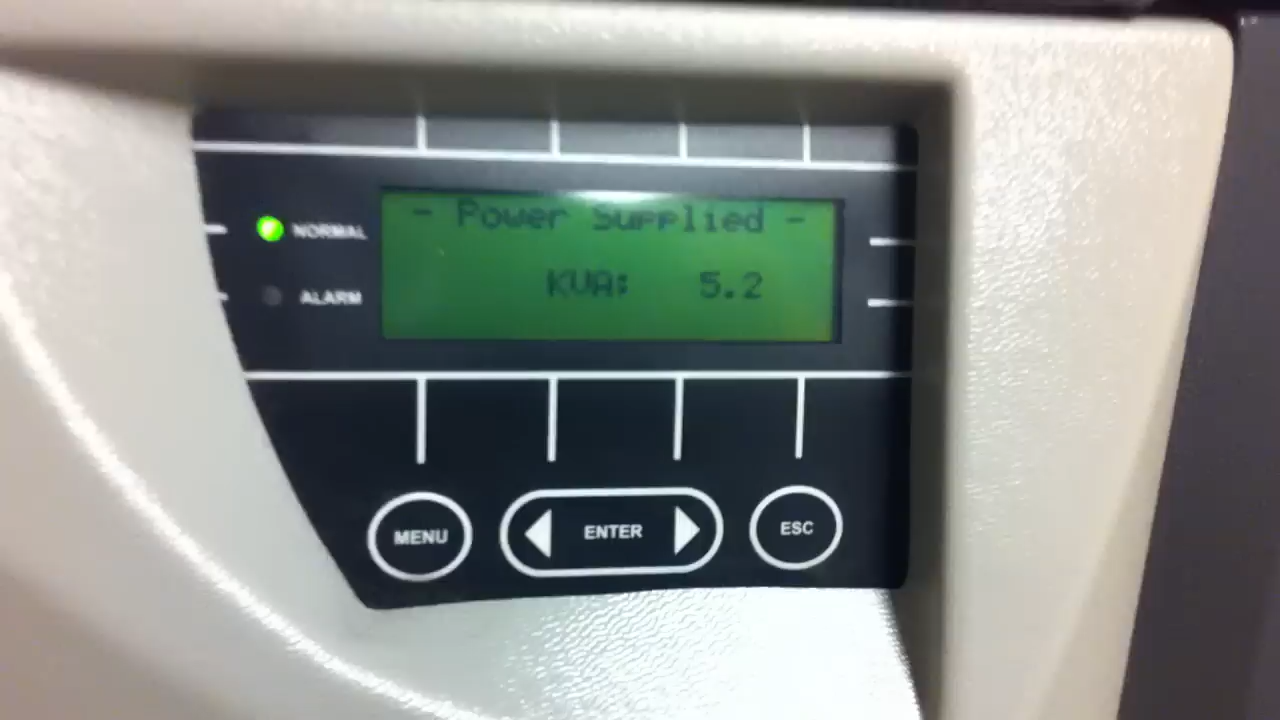 - Power Supplied -
NORMAL
KVA: 5.2
ALARM
MENU
ENTER
ESC